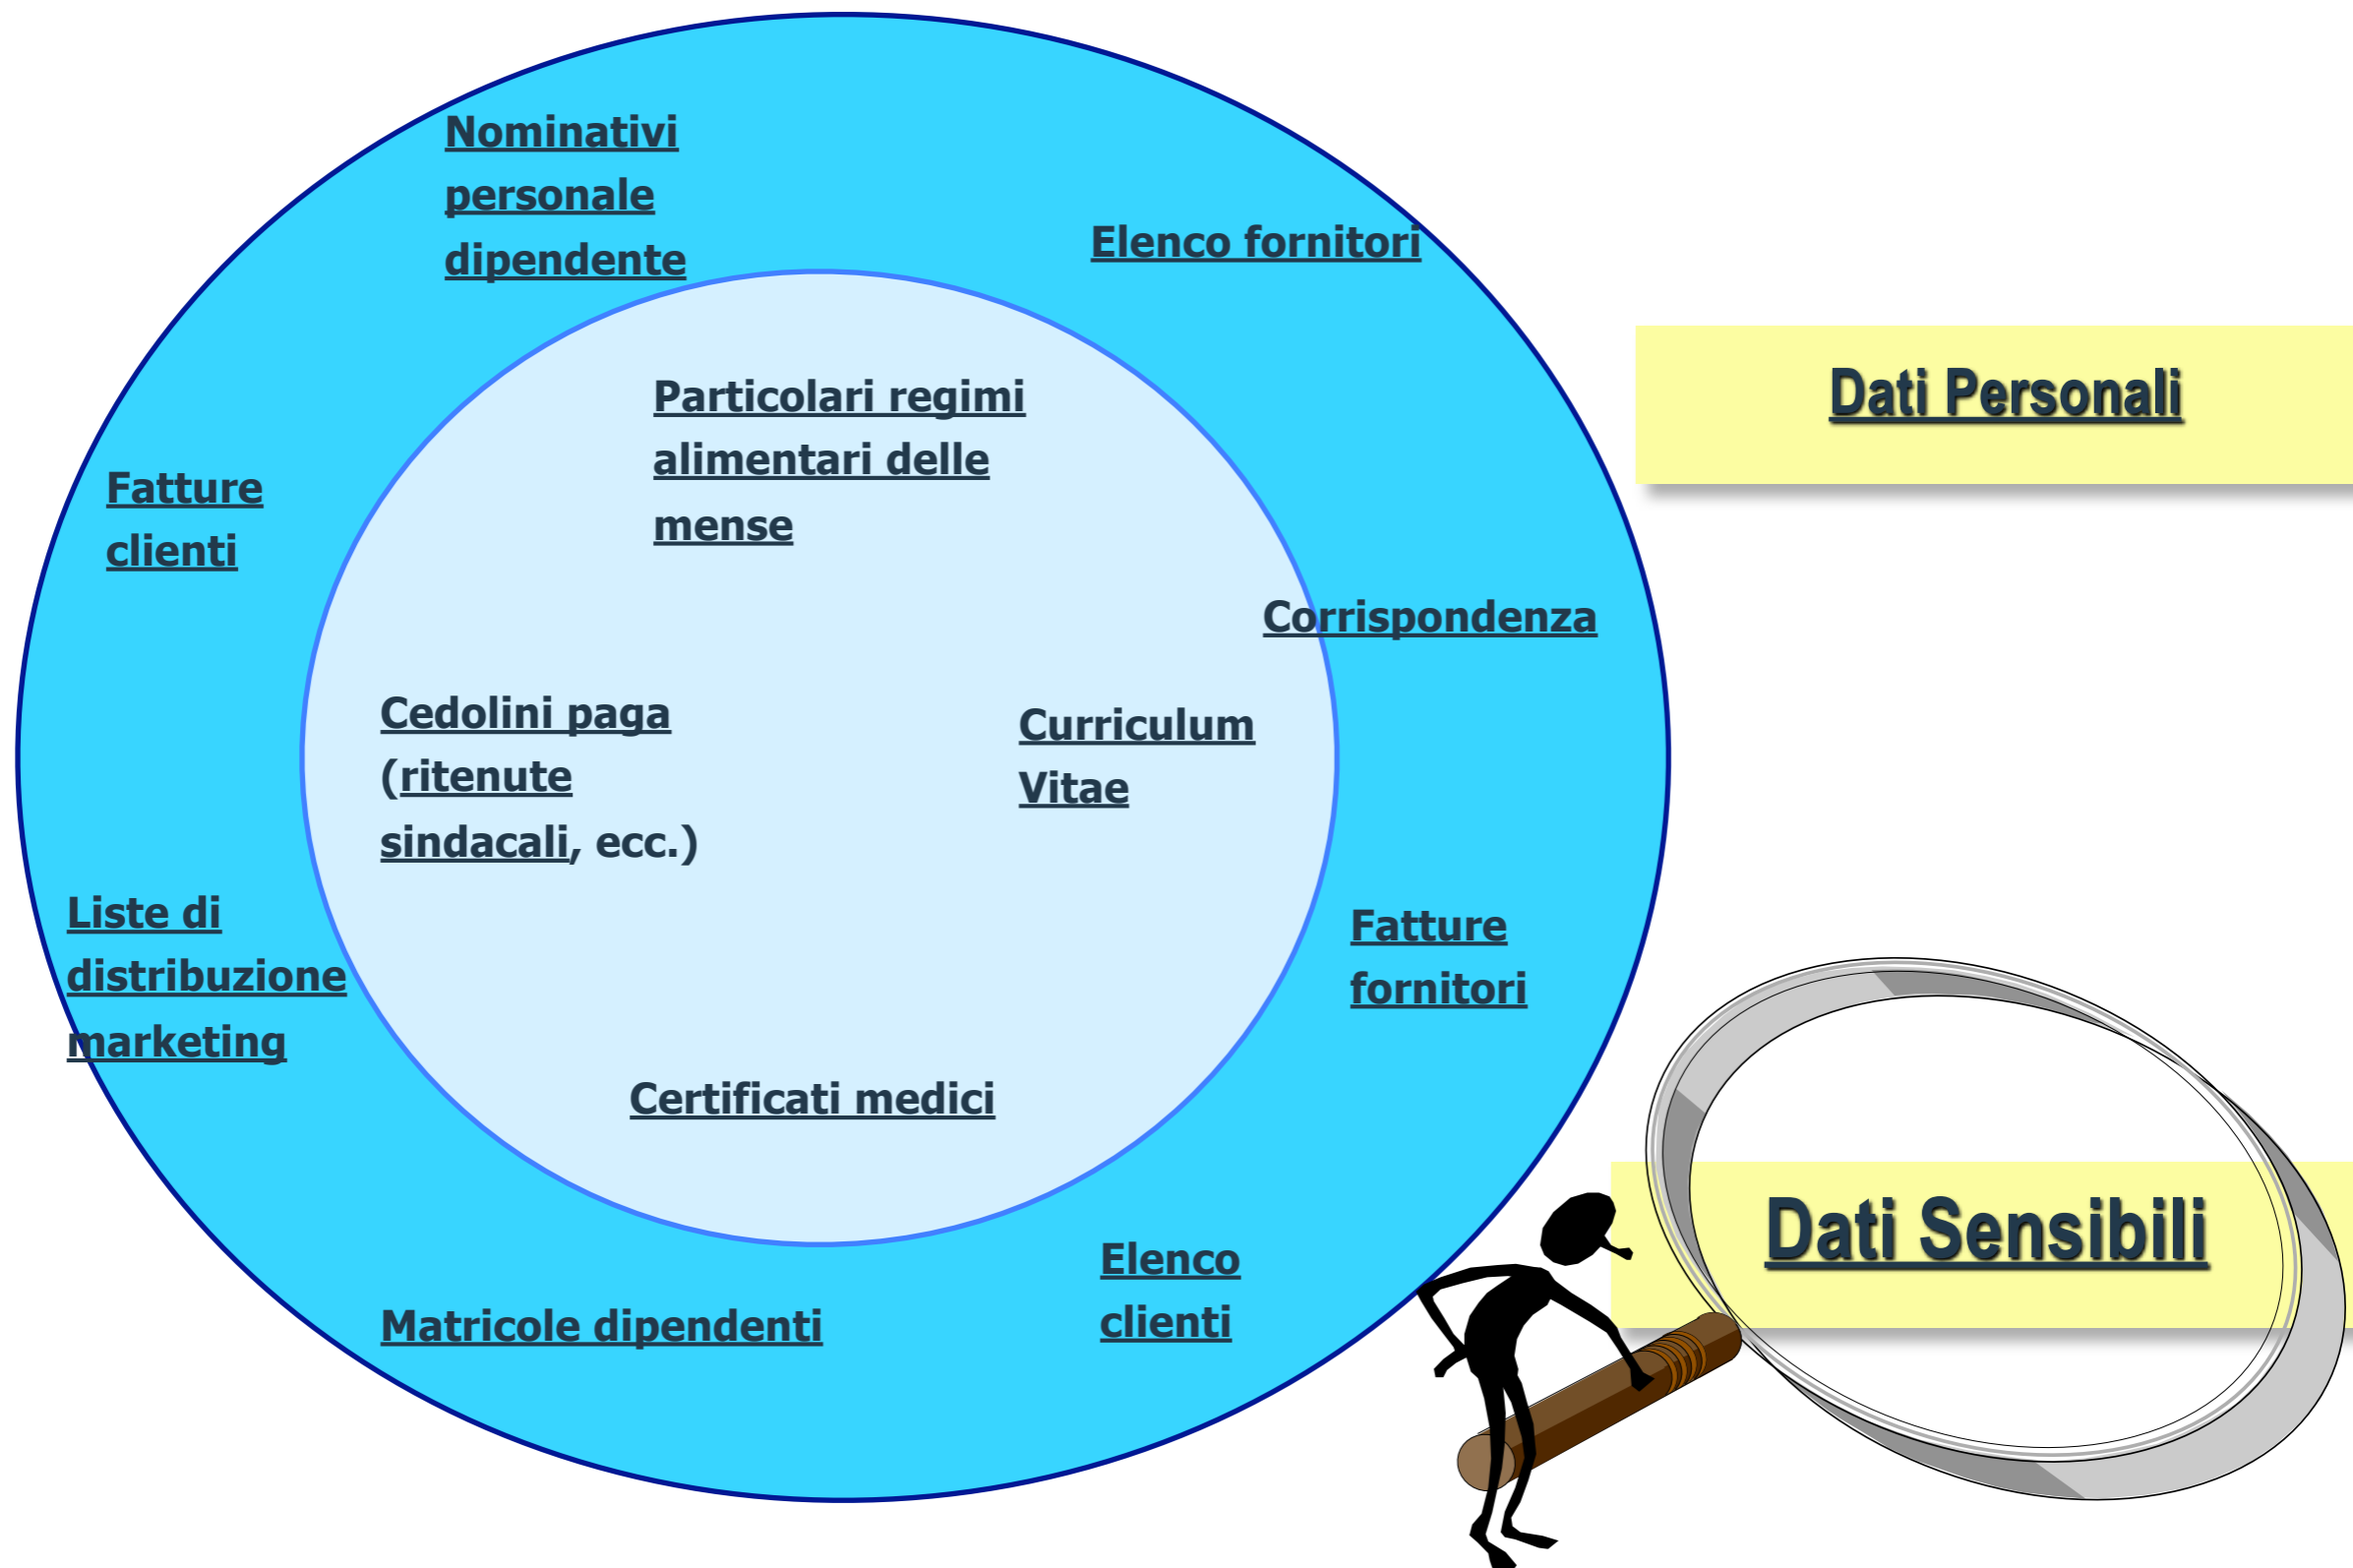 Nominativi
personale
dipendente
Elenco fornitori
Dati Personali
Particolari regimi
alimentari delle
mense
Fatture
clienti
Corrispondenza
Cedolini paga
(ritenute
sindacali, ecc.)
Curriculum
Vitae
Liste di
distribuzione
marketing
Fatture
fornitori
Certificati medici
Dati Sensibili
Elenco
clienti
Matricole dipendenti